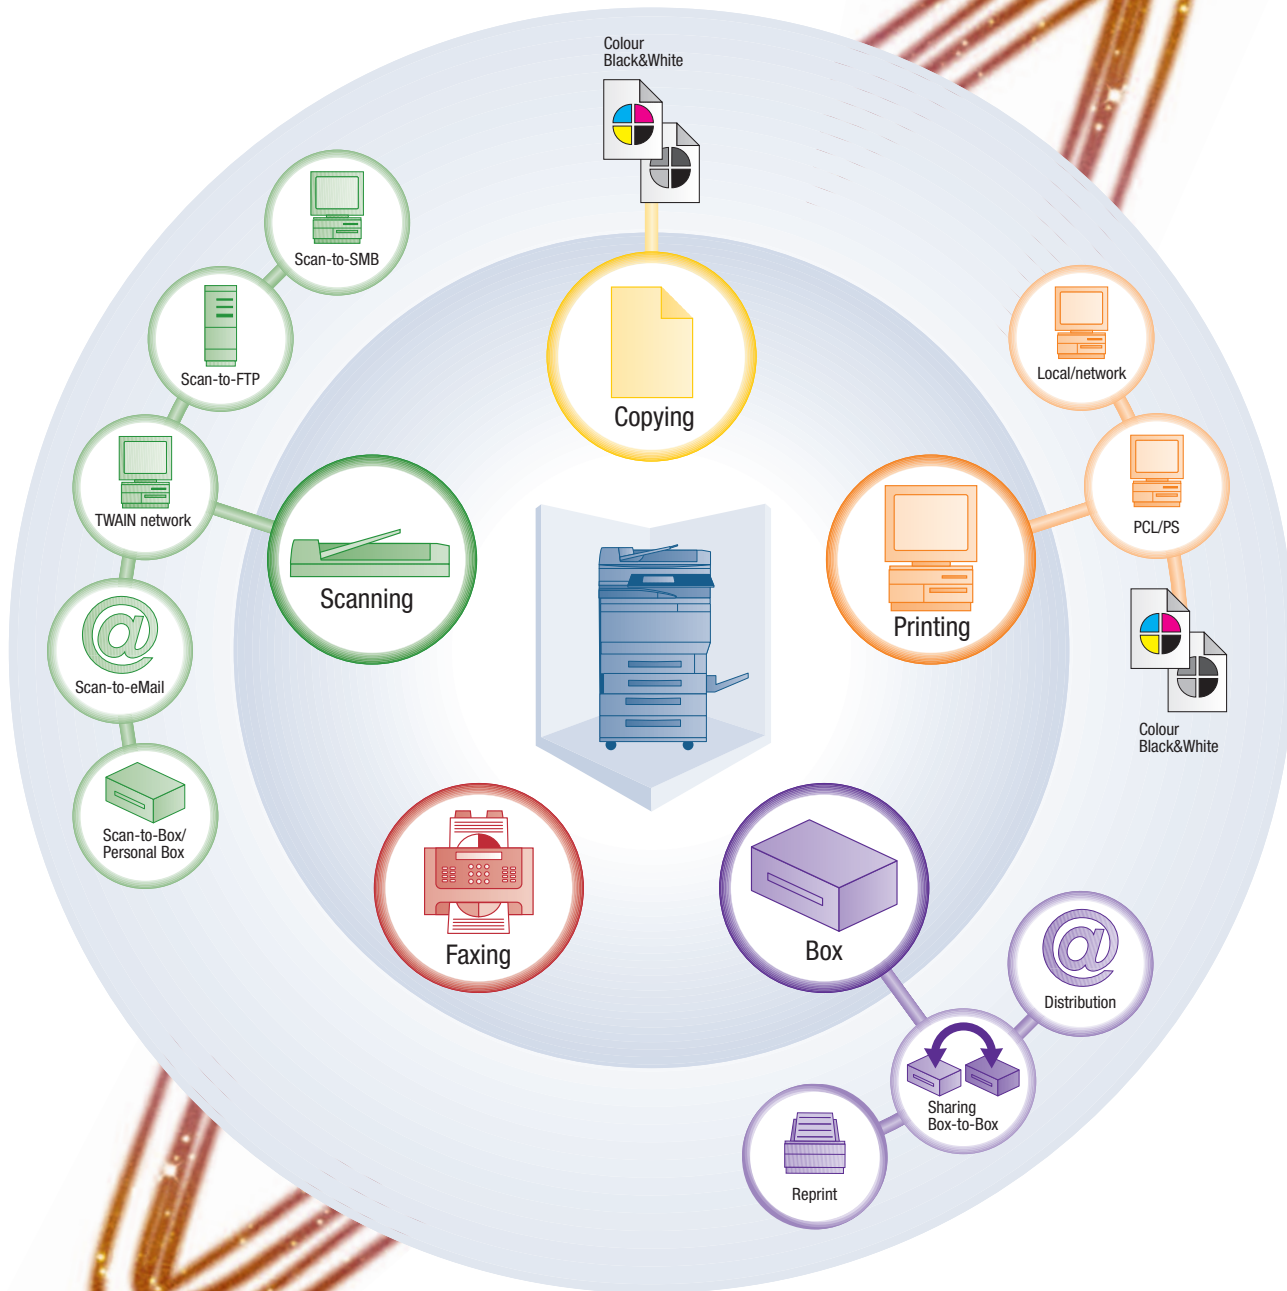 Colour
Black&White
Scan-to-SMB
Scan-to-FTP
TWAIN network
Scan-to-eMail
Scan-to-Box/
Personal Box
Scanning
Copying
Local/network
PCL/PS
Printing
Colour
Black&White
Faxing
Box
Distribution
Sharing
Box-to-Box
Reprint